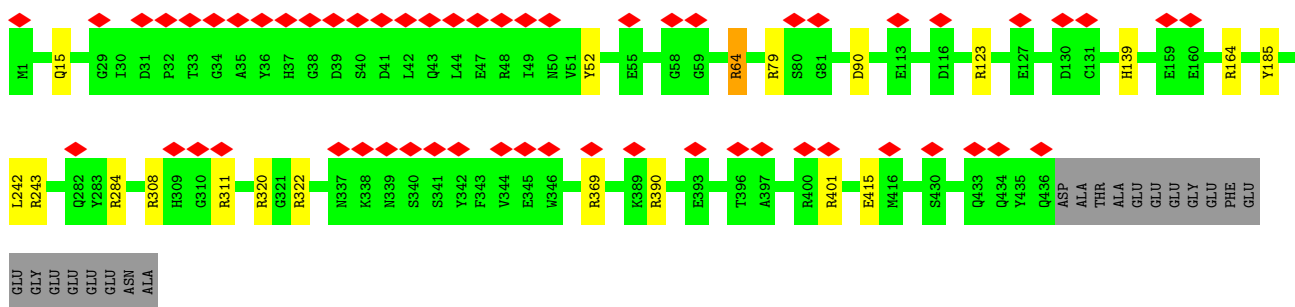 M1 Q15 G29 I30 D31 P32 T33 G34 A35 Y36 H37 G38 D39 S40 D41 L42 Q43 L44 E47 R48 I49 N50 V51 Y52 E55 G58 G59 R64 R79 S80 G81 D90 E113 D116 R123 E127 D130 C131 H139 E159 E160 R164 Y185
L242 R243 Q282 Y283 R284 R308 H309 G310 R311 R320 G321 R322 N337 K338 N339 S340 S341 Y342 F343 V344 E345 W346 R369 K389 R390 E393 T396 A397 R400 R401 E415 M416 S430 Q433 Q434 Y435 Q436 ASP ALA THR ALA GLU GLU GLU GLY GLU PHE GLU
GLU GLY GLU GLU GLU GLU ASN ALA